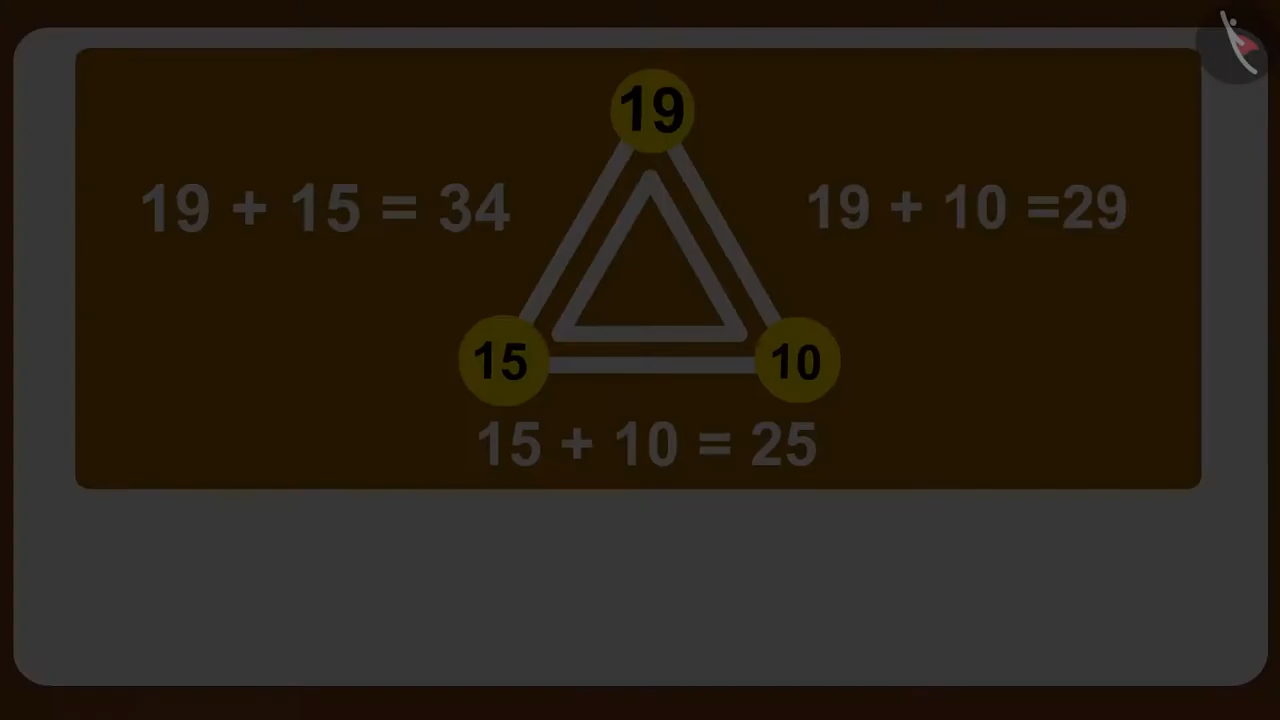 19
19 + 15 = 34
19 + 10 =29
15
10
15 + 10 = 25